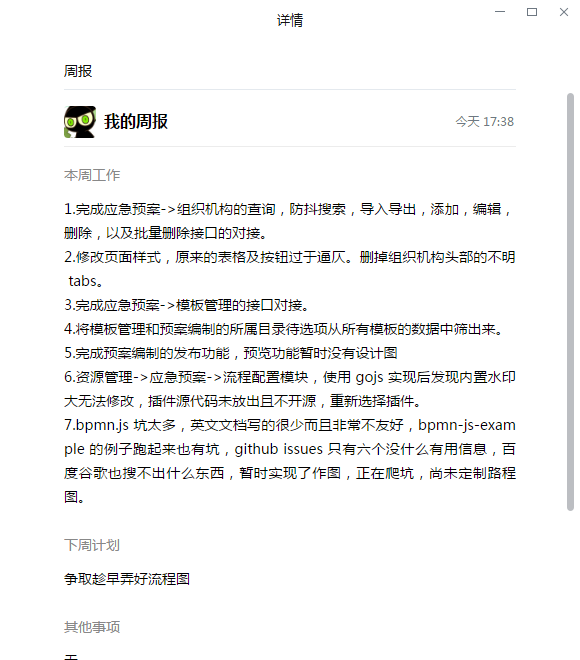 详情
周报
我的周报
今天 17:38
本周工作
1.完成应急预案->组织机构的查询，防抖搜索，导入导出，添加，编辑，
删除，以及批量删除接口的对接。
2.修改页面样式，原来的表格及按钮过于逼仄。删掉组织机构头部的不明
tabs。
3.完成应急预案->模板管理的接口对接。
4.将模板管理和预案编制的所属目录待选项从所有模板的数据中筛出来。
5.完成预案编制的发布功能，预览功能暂时没有设计图
6.资源管理->应急预案->流程配置模块，使用 gojs 实现后发现内置水印
大无法修改，插件源代码未放出且不开源，重新选择插件。
7.bpmn.js 坑太多，英文文档写的很少而且非常不友好，bpmn-js-exam
ple 的例子跑起来也有坑，github issues 只有六个没什么有用信息，百
度谷歌也搜不出什么东西，暂时实现了作图，正在爬坑，尚未定制路程
图。
下周计划
争取趁早弄好流程图
其他事项